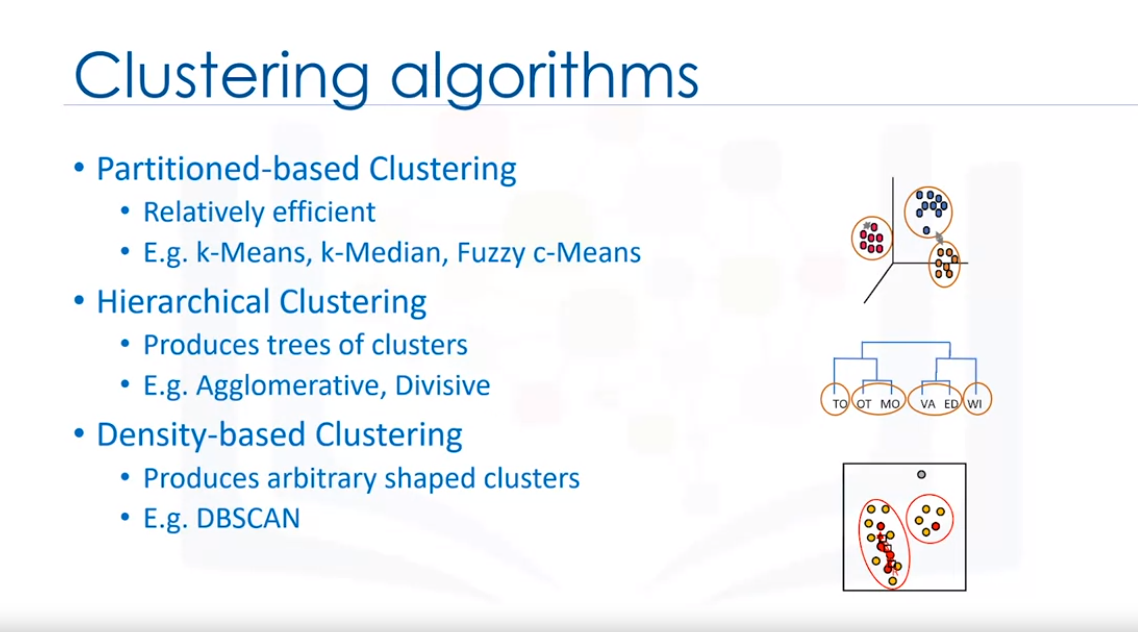 Clustering algorithms
• Partitioned-based Clustering
• Relatively efficient
• E.g. k-Means, k-Median, Fuzzy c-Means
• Hierarchical Clustering
• Produces trees of clusters
• E.g. Agglomerative, Divisive
• Density-based Clustering
• Produces arbitrary shaped clusters
• E.g. DBSCAN
TO OT MO VA ED WI